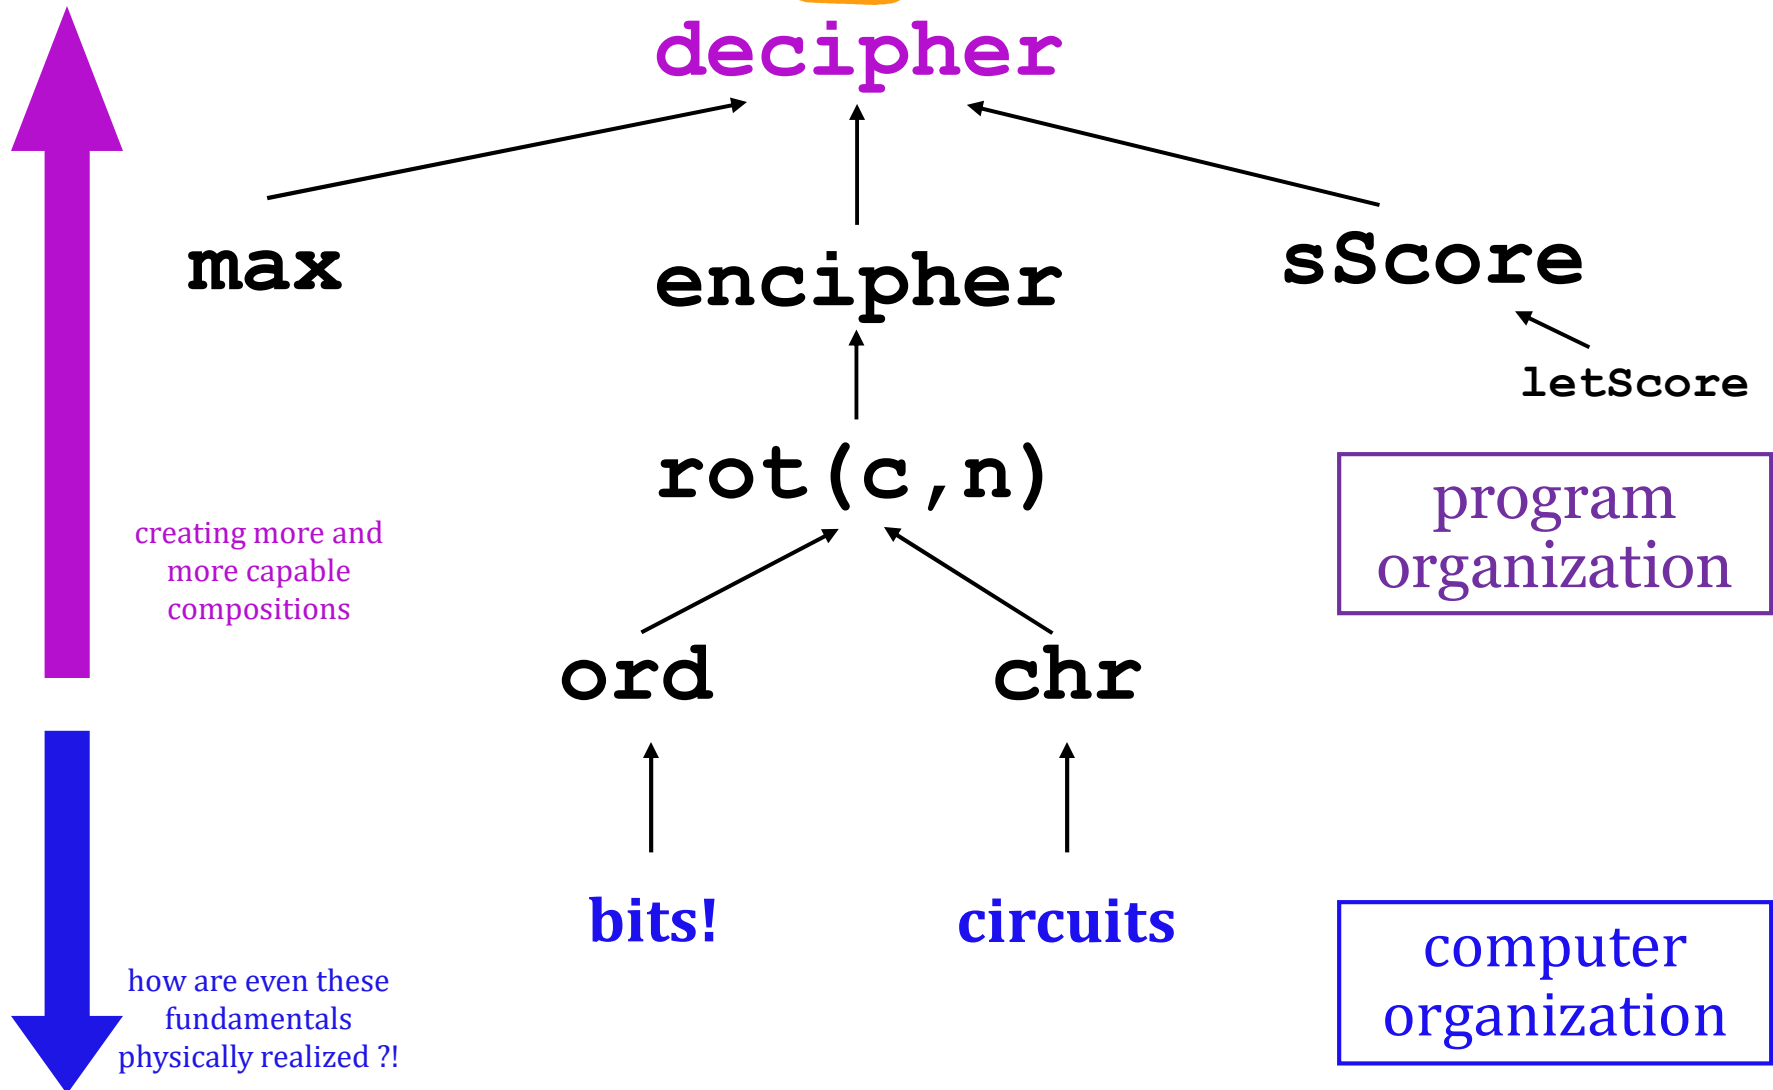 decipher
max
encipher
sScore
letScore
rot(c,n)
program
organization
creating more and
more capable
compositions
ord
chr
bits!
circuits
computer
organization
how are even these
fundamentals
physically realized ?!